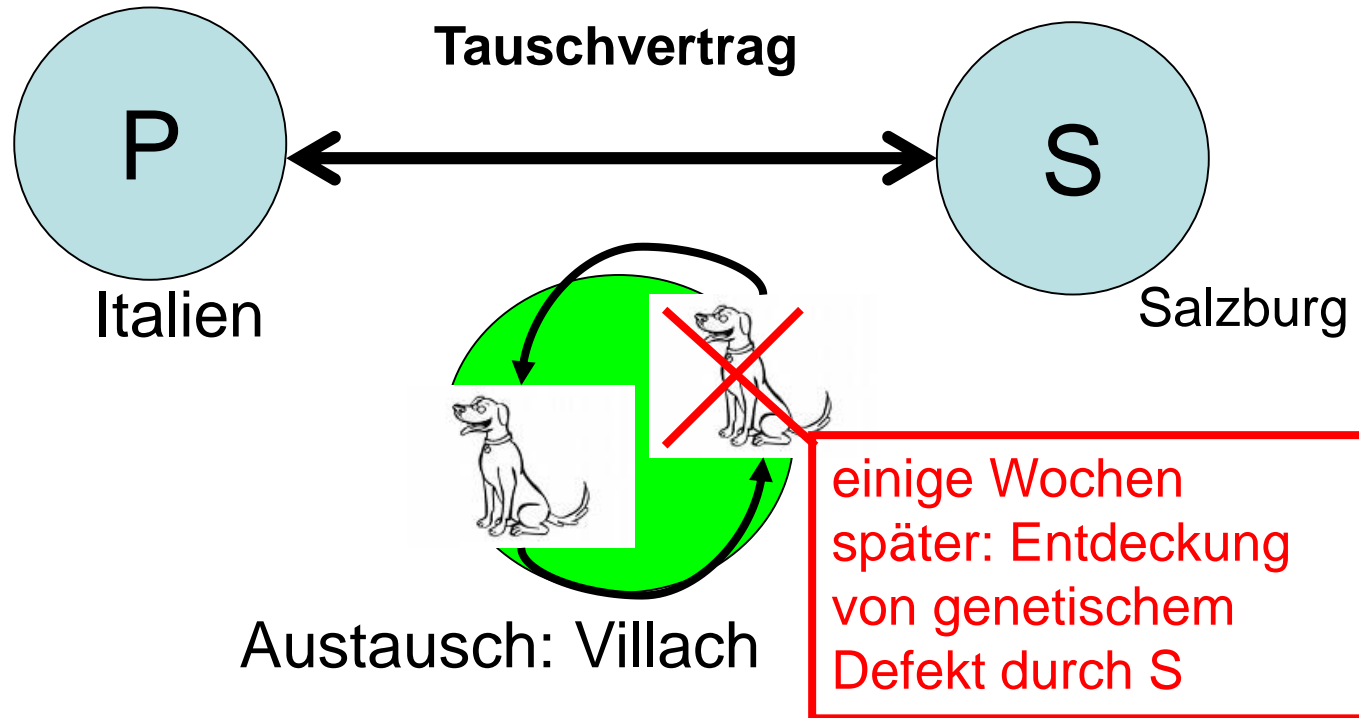 Tauschvertrag
P
S
Italien
Salzburg
einige Wochen
später: Entdeckung
von genetischem
Defekt durch S
Austausch: Villach